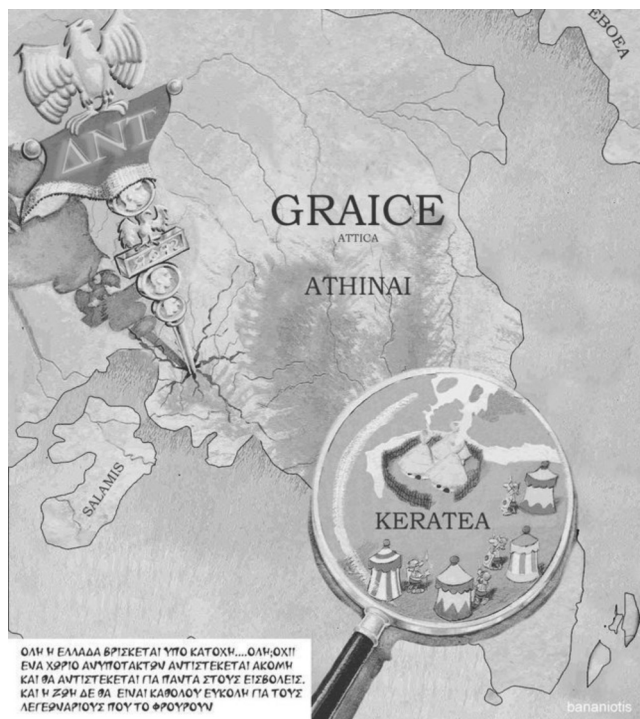 EBOEA
ΔΝΤ
GRAICE
ATTICA
ATHINAI
SALAMIS
KERATEA
ΟΛΗ Η ΕΛΛΑΔΑ ΒΡΙΣΚΕΤΑΙ ΥΠΟ ΚΑΤΟΧΗ....ΟΛΗ;ΟΧΙ!
ΕΝΑ ΧΩΡΙΟ ΑΝΥΠΟΤΑΚΤΩΝ ΑΝΤΙΣΤΕΚΕΤΑΙ ΑΚΟΜΗ
ΚΑΙ ΘΑ ΑΝΤΙΣΤΕΚΕΤΑΙ ΓΙΑ ΠΑΝΤΑ ΣΤΟΥΣ ΕΙΣΒΟΛΕΙΣ.
ΚΑΙ Η ΖΩΗ ΔΕ ΘΑ ΕΙΝΑΙ ΚΑΘΟΛΟΥ ΕΥΚΟΛΗ ΓΙΑ ΤΟΥΣ
ΛΕΓΕΩΝΑΡΙΟΥΣ ΠΟΥ ΤΟ ΦΡΟΥΡΟΥΝ
bananiotis